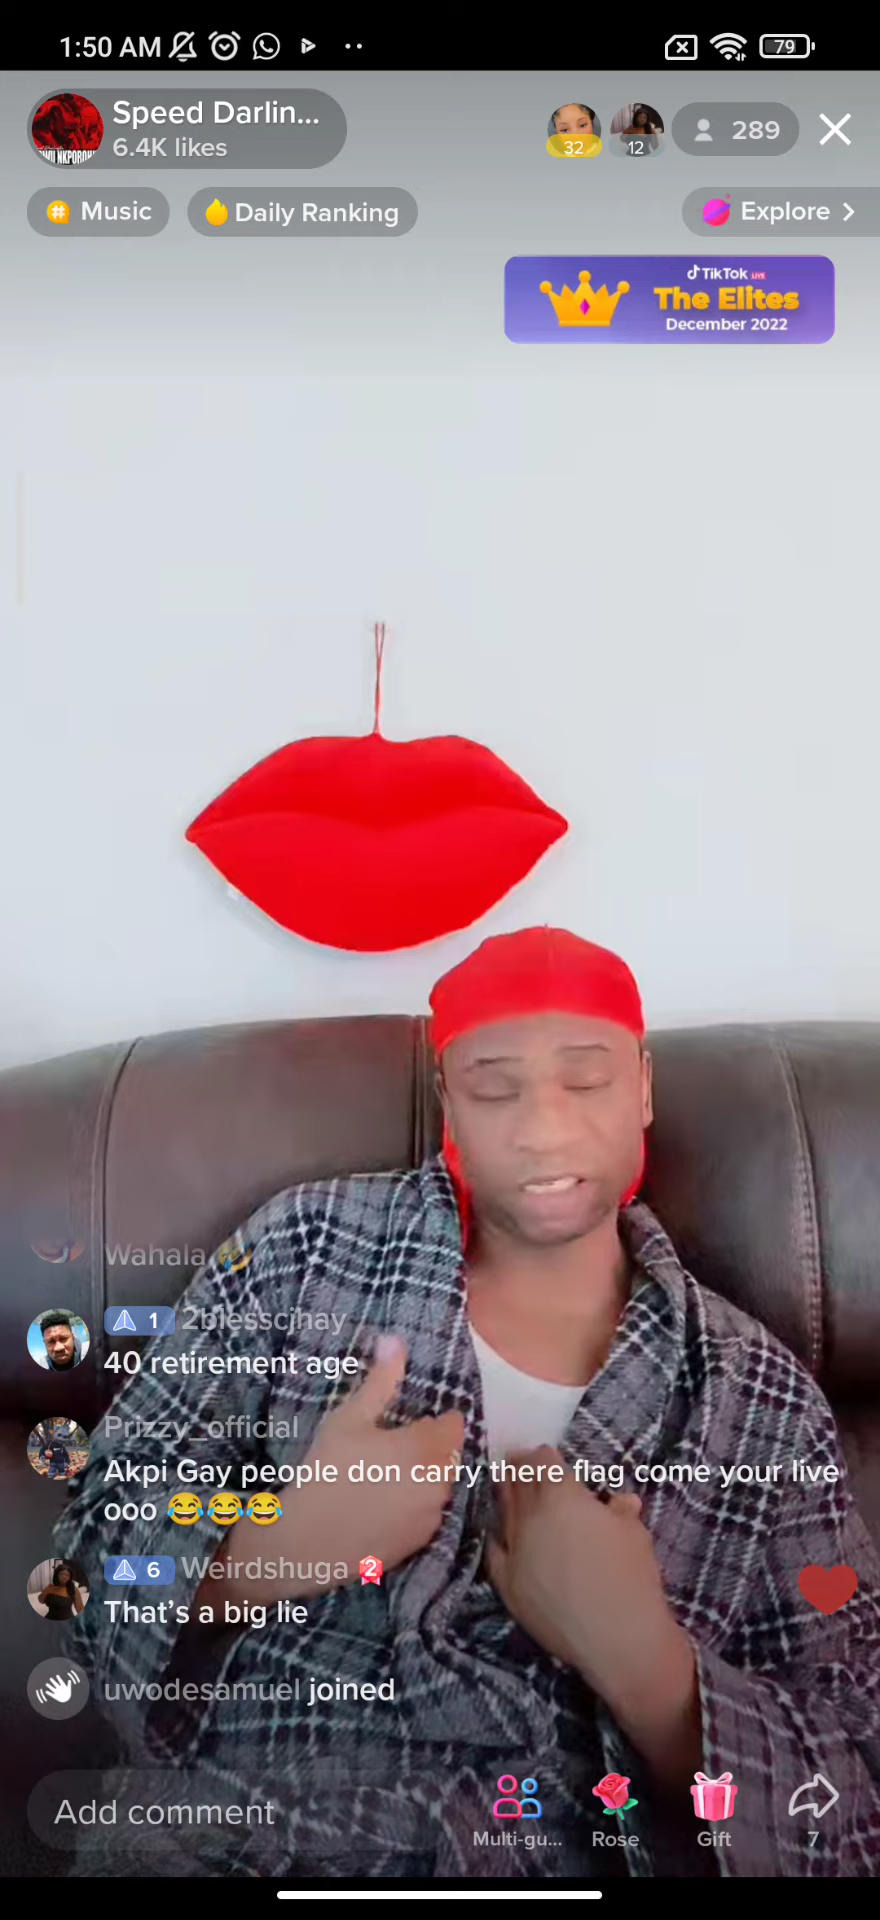 1:50 AM
79
Speed Darlin...
6.4K likes
32
12
289
Music
Daily Ranking
Explore
TikTok LIVE
The Elites
December 2022
Wahala 🤣
1 2blesscjhay
40 retirement age
Prizzy_official
Akpi Gay people don carry there flag come your live
ooo 😂😂😂
6 Weirdshuga 2
That's a big lie
uwodesamuel joined
Add comment
Multi-gu...
Rose
Gift
7